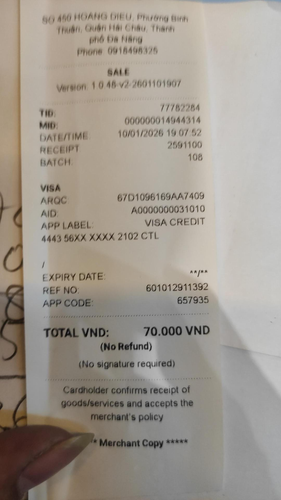 SO 450 HOANG DIEU, Phường Bình
Thuận, Quận Hải Châu, Thành
phố Đà Nẵng
Phone: 0918498325
SALE
Version: 1.0.48-v2-2601101907
TID: 77782284
MID: 000000014944314
DATE/TIME 10/01/2026 19 07 52
RECEIPT 2591100
BATCH: 108
VISA
ARQC: 67D1096169AA7409
AID: A0000000031010
APP LABEL: VISA CREDIT
4443 56XX XXXX 2102 CTL
/
EXPIRY DATE: **/**
REF NO: 601012911392
APP CODE: 657935
TOTAL VND: 70.000 VND
(No Refund)
(No signature required)
Cardholder confirms receipt of
goods/services and accepts the
merchant's policy
** Merchant Copy *****